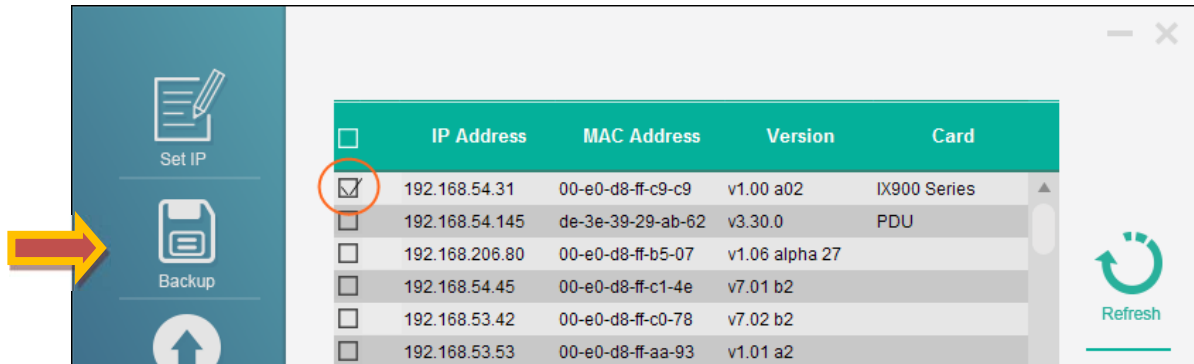 Set IP
Backup
IP Address MAC Address Version Card
192.168.54.31 00-e0-d8-ff-c9-c9 v1.00 a02 IX900 Series
192.168.54.145 de-3e-39-29-ab-62 v3.30.0 PDU
192.168.206.80 00-e0-d8-ff-b5-07 v1.06 alpha 27
192.168.54.45 00-e0-d8-ff-c1-4e v7.01 b2
192.168.53.42 00-e0-d8-ff-c0-78 v7.02 b2
192.168.53.53 00-e0-d8-ff-aa-93 v1.01 a2
Refresh